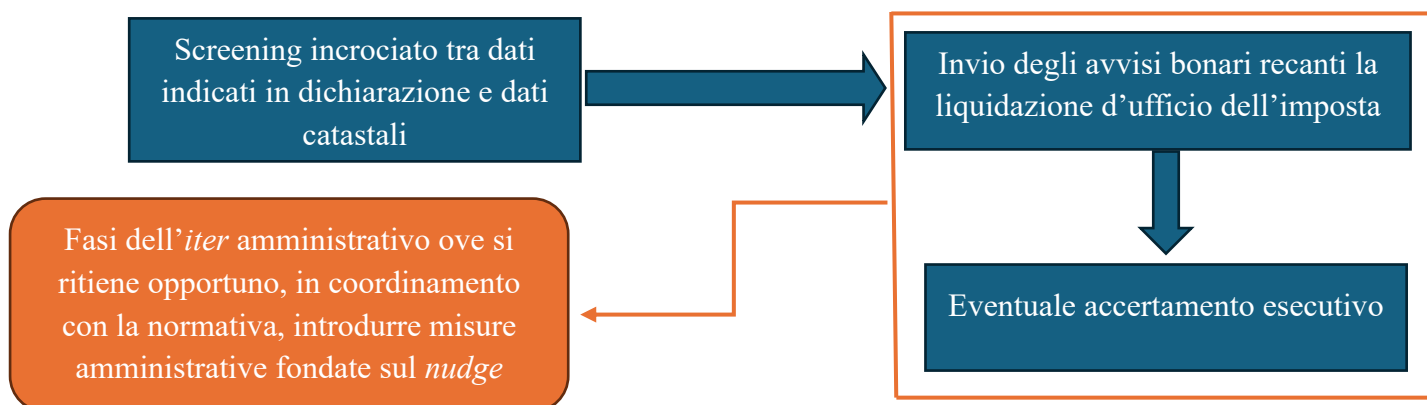 Screening incrociato tra dati
indicati in dichiarazione e dati
catastali
Invio degli avvisi bonari recanti la
liquidazione d’ufficio dell’imposta
Fasi dell’iter amministrativo ove si
ritiene opportuno, in coordinamento
con la normativa, introdurre misure
amministrative fondate sul nudge
Eventuale accertamento esecutivo